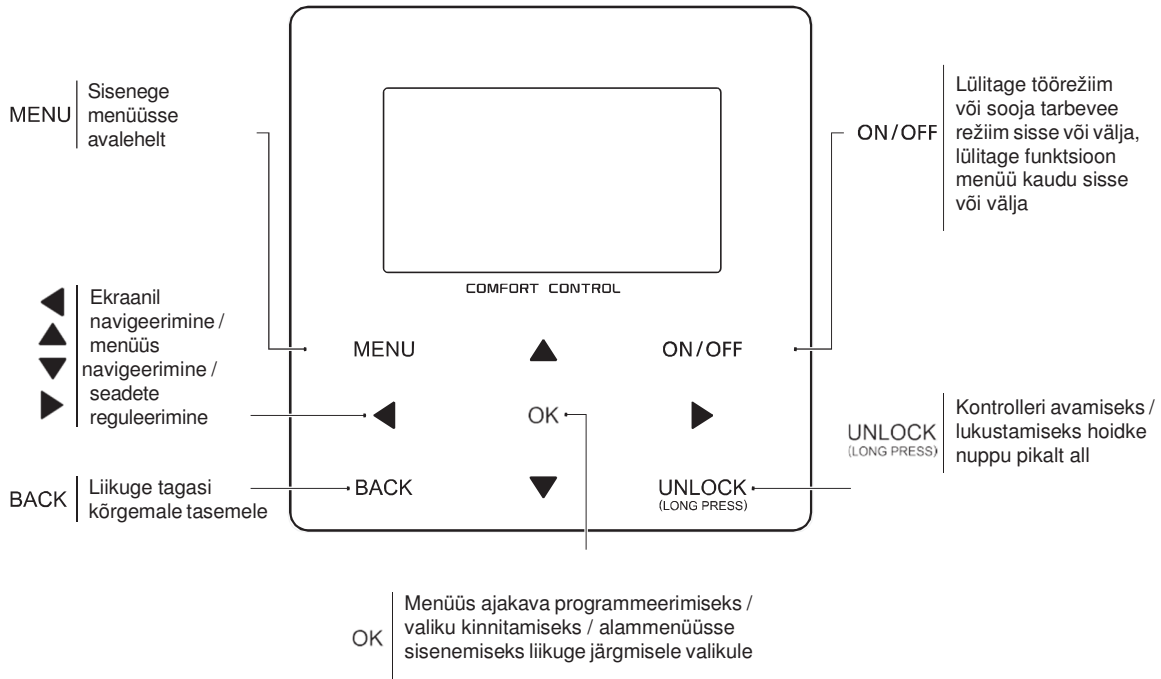 MENU
Sisenege
menüüsse
avalehelt
ON/OFF
Lülitage töörežiim
või sooja tarbevee
režiim sisse või välja,
lülitage funktsioon
menüü kaudu sisse
või välja
COMFORT CONTROL
Ekraanil
navigeerimine /
menüüs
navigeerimine /
seadete
reguleerimine
MENU
ON/OFF
OK
BACK
UNLOCK
(LONG PRESS)
UNLOCK
(LONG PRESS)
Kontrolleri avamiseks /
lukustamiseks hoidke
nuppu pikalt all
BACK
Liikuge tagasi
kõrgemale tasemele
OK
Menüüs ajakava programmeerimiseks /
valiku kinnitamiseks / alammenüüsse
sisenemiseks liikuge järgmisele valikule